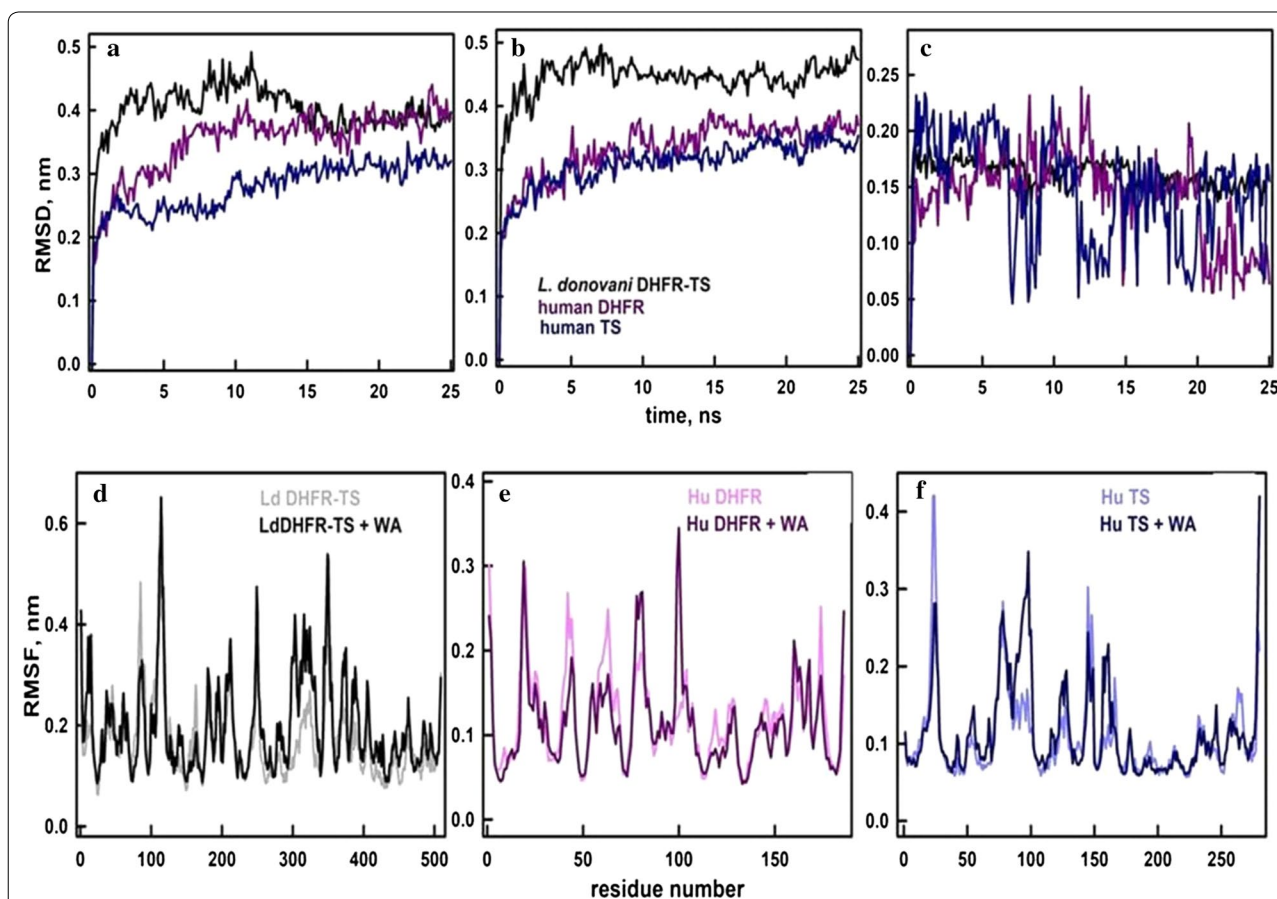 a
b
c
RMSD, nm
0.5
0.4
0.3
0.2
0.1
0.0
0 5 10 15 20 25
0.5
0.4
0.3
0.2
0.1
0.0
L. donovani DHFR-TS
human DHFR
human TS
0 5 10 15 20 25
0.25
0.20
0.15
0.10
0.05
0.00
0 5 10 15 20 25
time, ns
d
e
f
RMSF, nm
0.6
0.4
0.2
0.0
Ld DHFR-TS
LdDHFR-TS + WA
0 100 200 300 400 500
0.4
0.3
0.2
0.1
0.0
Hu DHFR
Hu DHFR + WA
0 50 100 150
0.4
0.3
0.2
0.1
0.0
Hu TS
Hu TS + WA
0 50 100 150 200 250
residue number